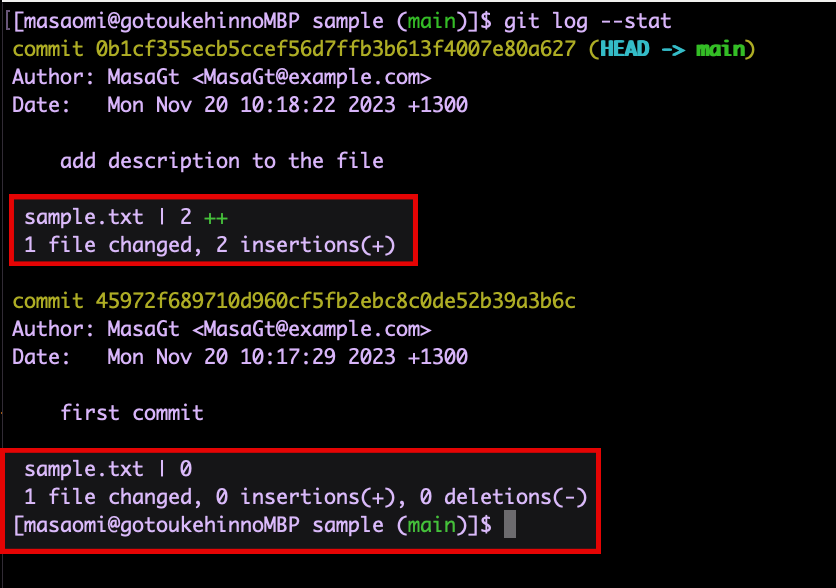 [[masaomi@gotoukehinnoMBP sample (main)]$ git log --stat
commit 0b1cf355ecb5ccef56d7ffb3b613f4007e80a627 (HEAD -> main)
Author: MasaGt <MasaGt@example.com>
Date:   Mon Nov 20 10:18:22 2023 +1300
    add description to the file
 sample.txt | 2 ++
 1 file changed, 2 insertions(+)
commit 45972f689710d960cf5fb2ebc8c0de52b39a3b6c
Author: MasaGt <MasaGt@example.com>
Date:   Mon Nov 20 10:17:29 2023 +1300
    first commit
 sample.txt | 0
 1 file changed, 0 insertions(+), 0 deletions(-)
[masaomi@gotoukehinnoMBP sample (main)]$